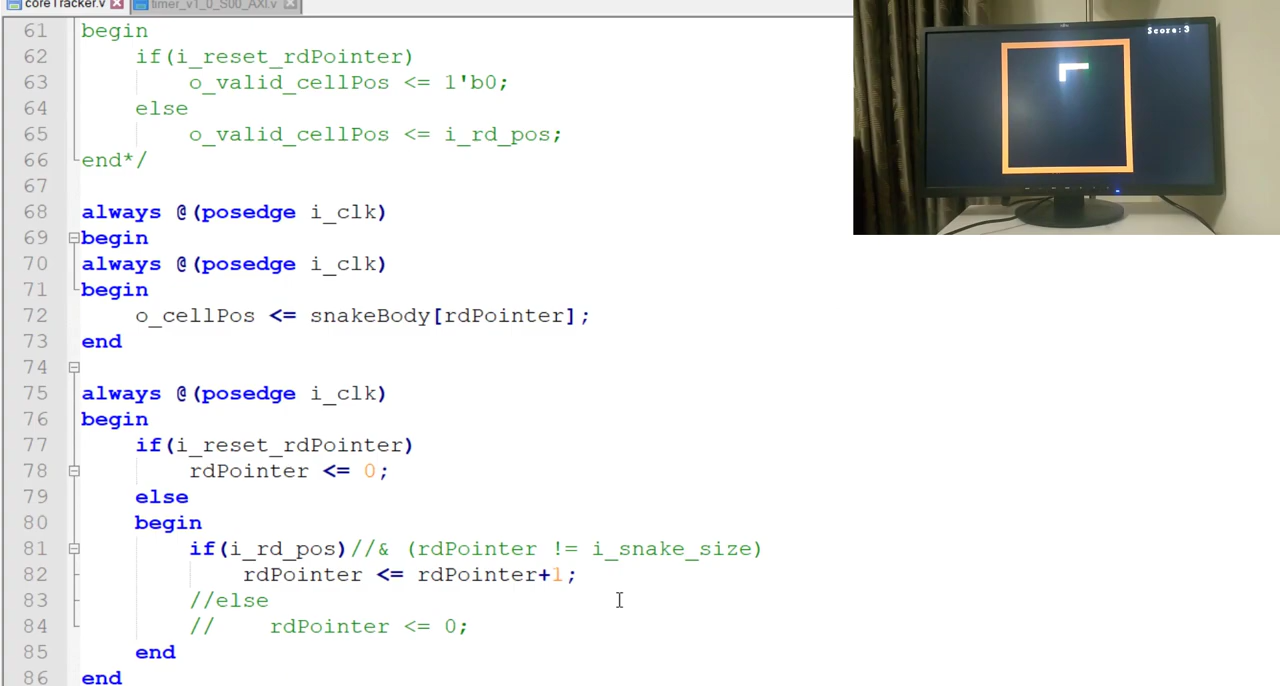 coreTracker.v timer_v1_0_S00_AXI.v
61 begin
62 if(i_reset_rdPointer)
63 o_valid_cellPos <= 1'b0;
64 else
65 o_valid_cellPos <= i_rd_pos;
66 end*/
67
68 always @(posedge i_clk)
69 begin
70 always @(posedge i_clk)
71 begin
72 o_cellPos <= snakeBody[rdPointer];
73 end
74
75 always @(posedge i_clk)
76 begin
77 if(i_reset_rdPointer)
78 rdPointer <= 0;
79 else
80 begin
81 if(i_rd_pos)//& (rdPointer != i_snake_size)
82 rdPointer <= rdPointer+1;
83 //else
84 // rdPointer <= 0;
85 end
86 end
Score:3